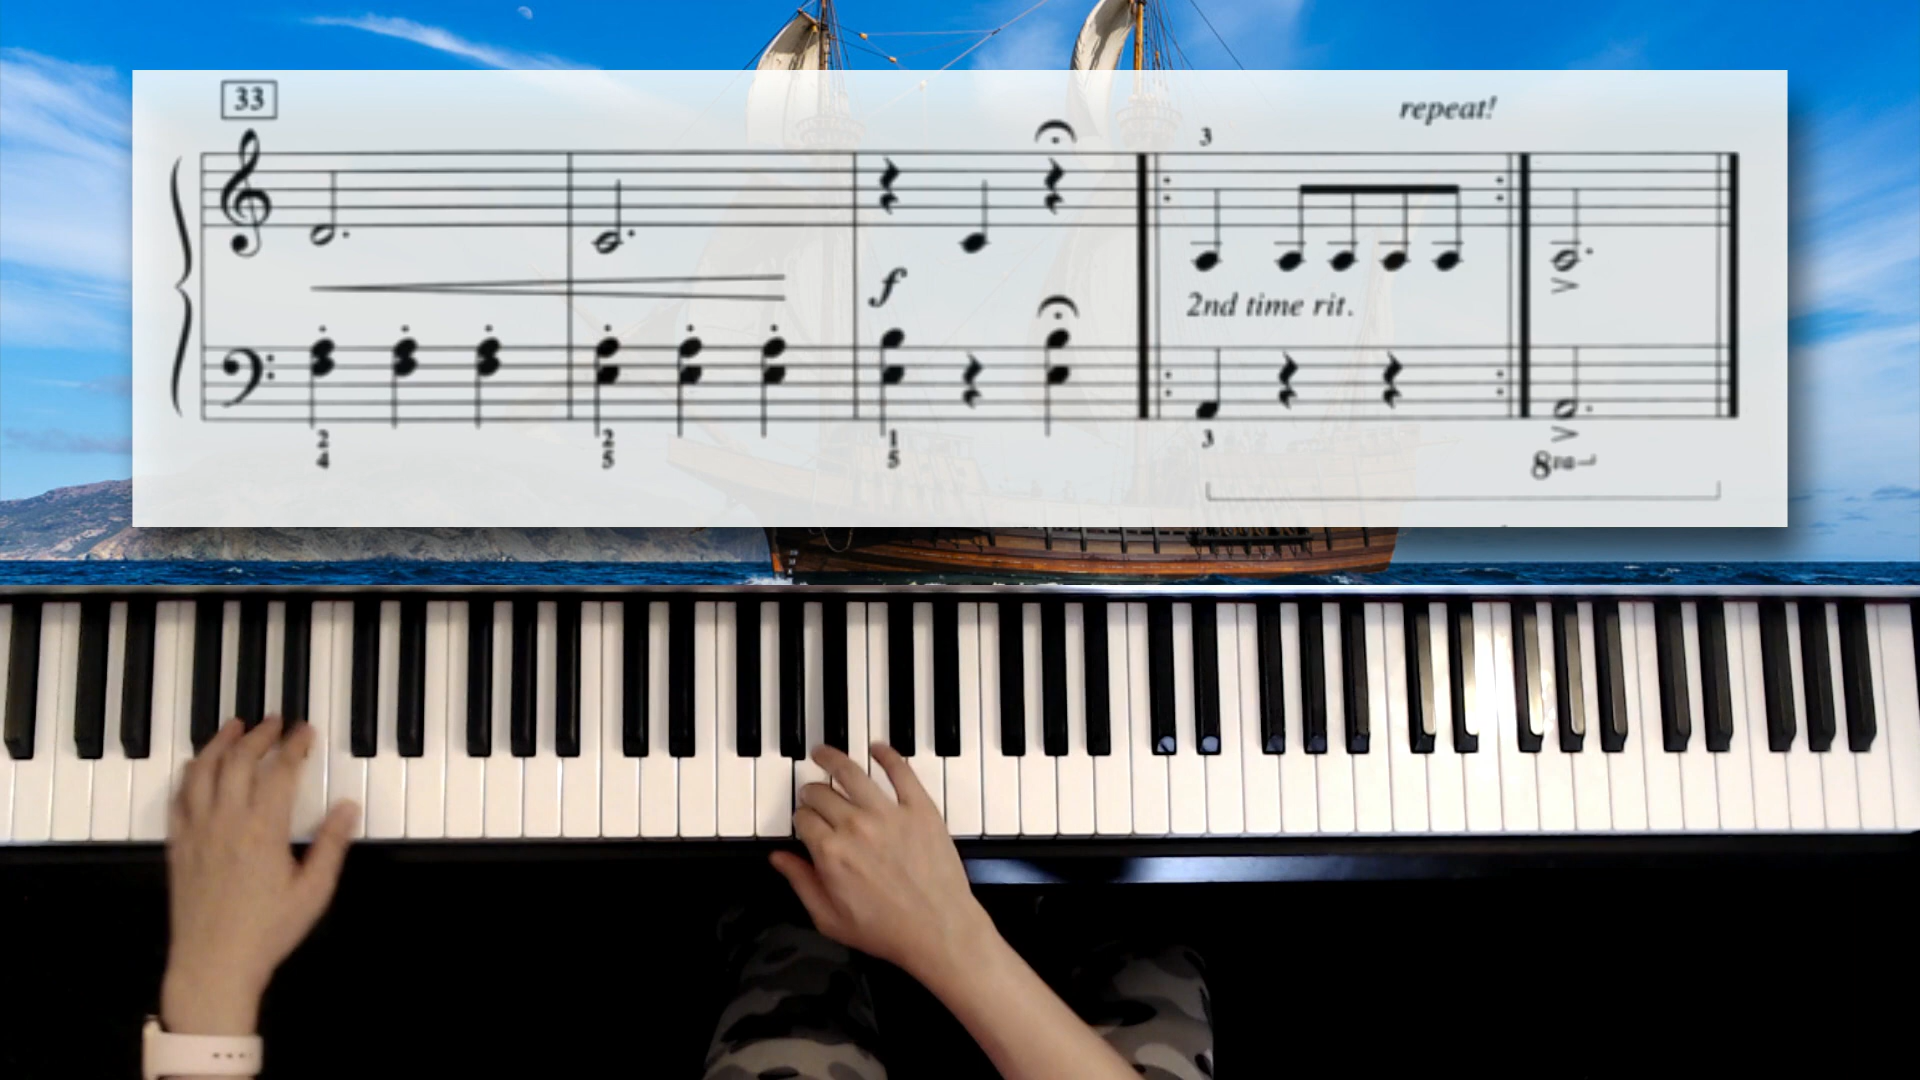 33
repeat!
3
f
2nd time rit.
2 2 1 3
4 5 5
8va